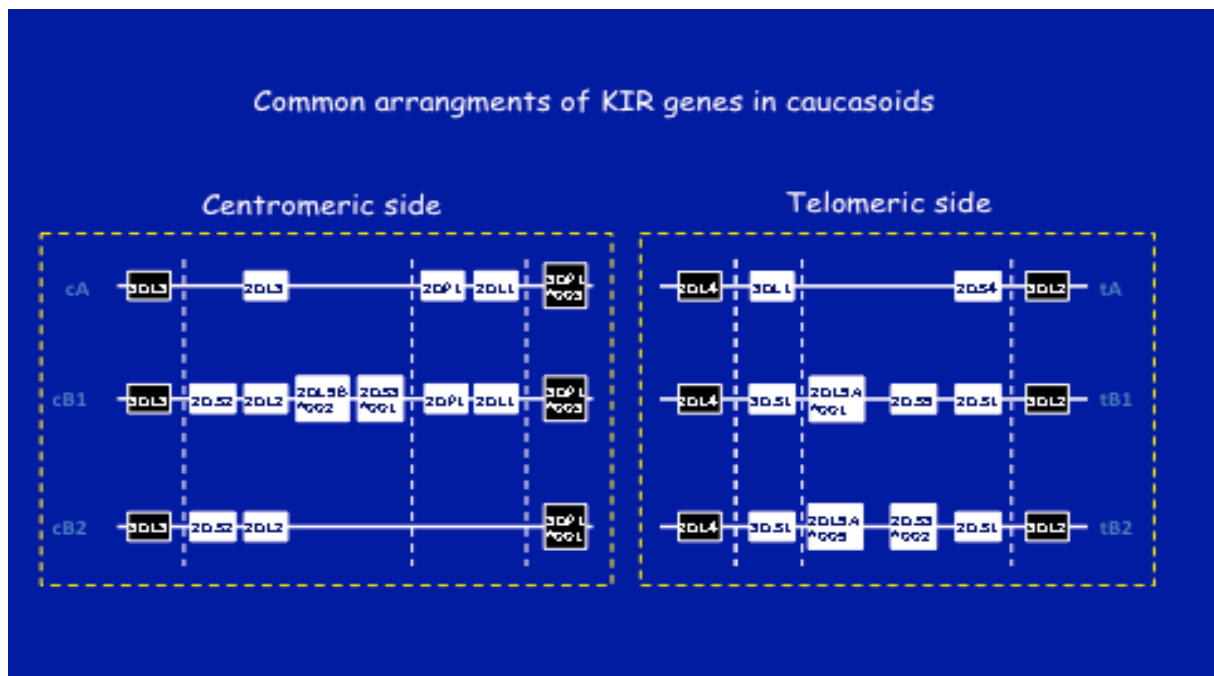 Common arrangments of KIR genes in caucasoids
Centromeric side
Telomeric side
cA 3DL3 2DL3 2DP1 2DL1 3DP1 *003
2DL4 3DL1 2DS4 3DL2 tA
cB1 3DL3 2DS2 2DL2 2DL5B *002 2DS3 *001 2DP1 2DL1 3DP1 *003
2DL4 3DS1 2DL5A *001 2DS5 2DS1 3DL2 tB1
cB2 3DL3 2DS2 2DL2 3DP1 *001
2DL4 3DS1 2DL5A *005 2DS3 *002 2DS1 3DL2 tB2